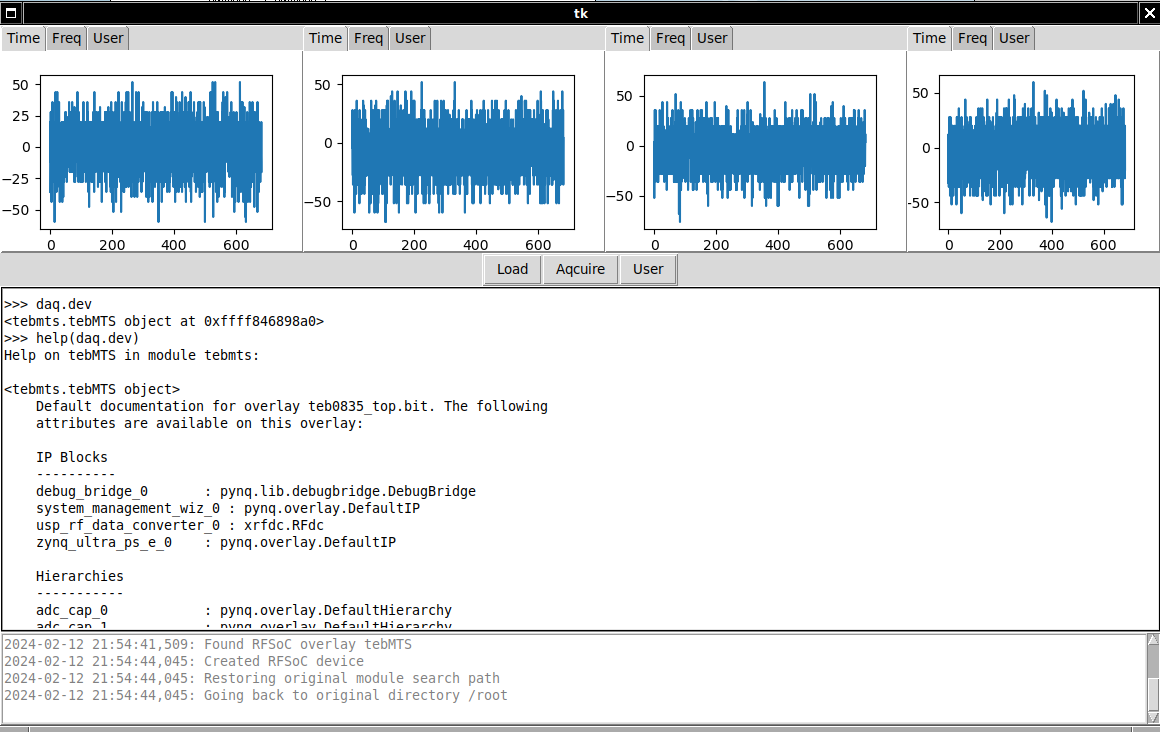 tk
Time Freq User Time Freq User Time Freq User Time Freq User
50
25
0
−25
−50
0 200 400 600
50
0
−50
0 200 400 600
50
0
−50
0 200 400 600
50
0
-50
0 200 400 600
Load Aqcuire User
>>> daq.dev
<tebmts.tebMTS object at 0xffff846898a0>
>>> help(daq.dev)
Help on tebMTS in module tebmts:
<tebmts.tebMTS object>
Default documentation for overlay teb0835_top.bit. The following
attributes are available on this overlay:
IP Blocks
----------
debug_bridge_0 : pynq.lib.debugbridge.DebugBridge
system_management_wiz_0 : pynq.overlay.DefaultIP
usp_rf_data_converter_0 : xrfdc.RFdc
zynq_ultra_ps_e_0 : pynq.overlay.DefaultIP
Hierarchies
-----------
adc_cap_0 : pynq.overlay.DefaultHierarchy
adc_cap_1 : pynq.overlay.DefaultHierarchy
2024-02-12 21:54:41,509: Found RFSoC overlay tebMTS
2024-02-12 21:54:44,045: Created RFSoC device
2024-02-12 21:54:44,045: Restoring original module search path
2024-02-12 21:54:44,045: Going back to original directory /root